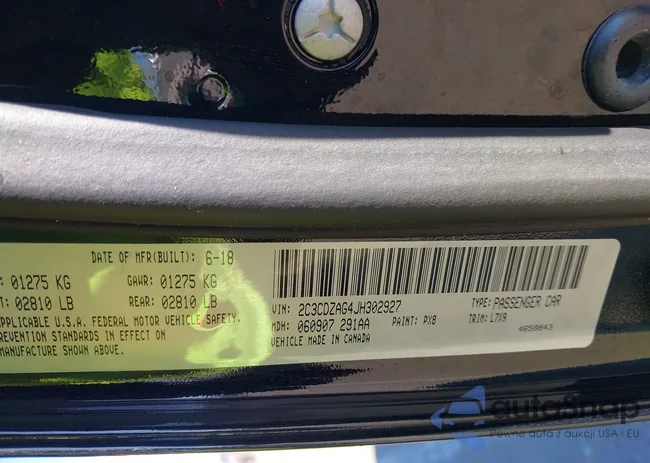 DATE OF MFR(BUILT): 6-18
: 01275 KG GAWR: 01275 KG
: 02810 LB REAR: 02810 LB
APPLICABLE U.S.A. FEDERAL MOTOR VEHICLE SAFETY,
PREVENTION STANDARDS IN EFFECT ON
MANUFACTURE SHOWN ABOVE.
VIN: 2C3CDZAG4JH302927 TYPE: PASSENGER CAR
MDH: 060907 291AA PAINT: PX8 TRIM: L7X9
VEHICLE MADE IN CANADA 4658843
autoSnap
Pewne auta z aukcji USA i EU